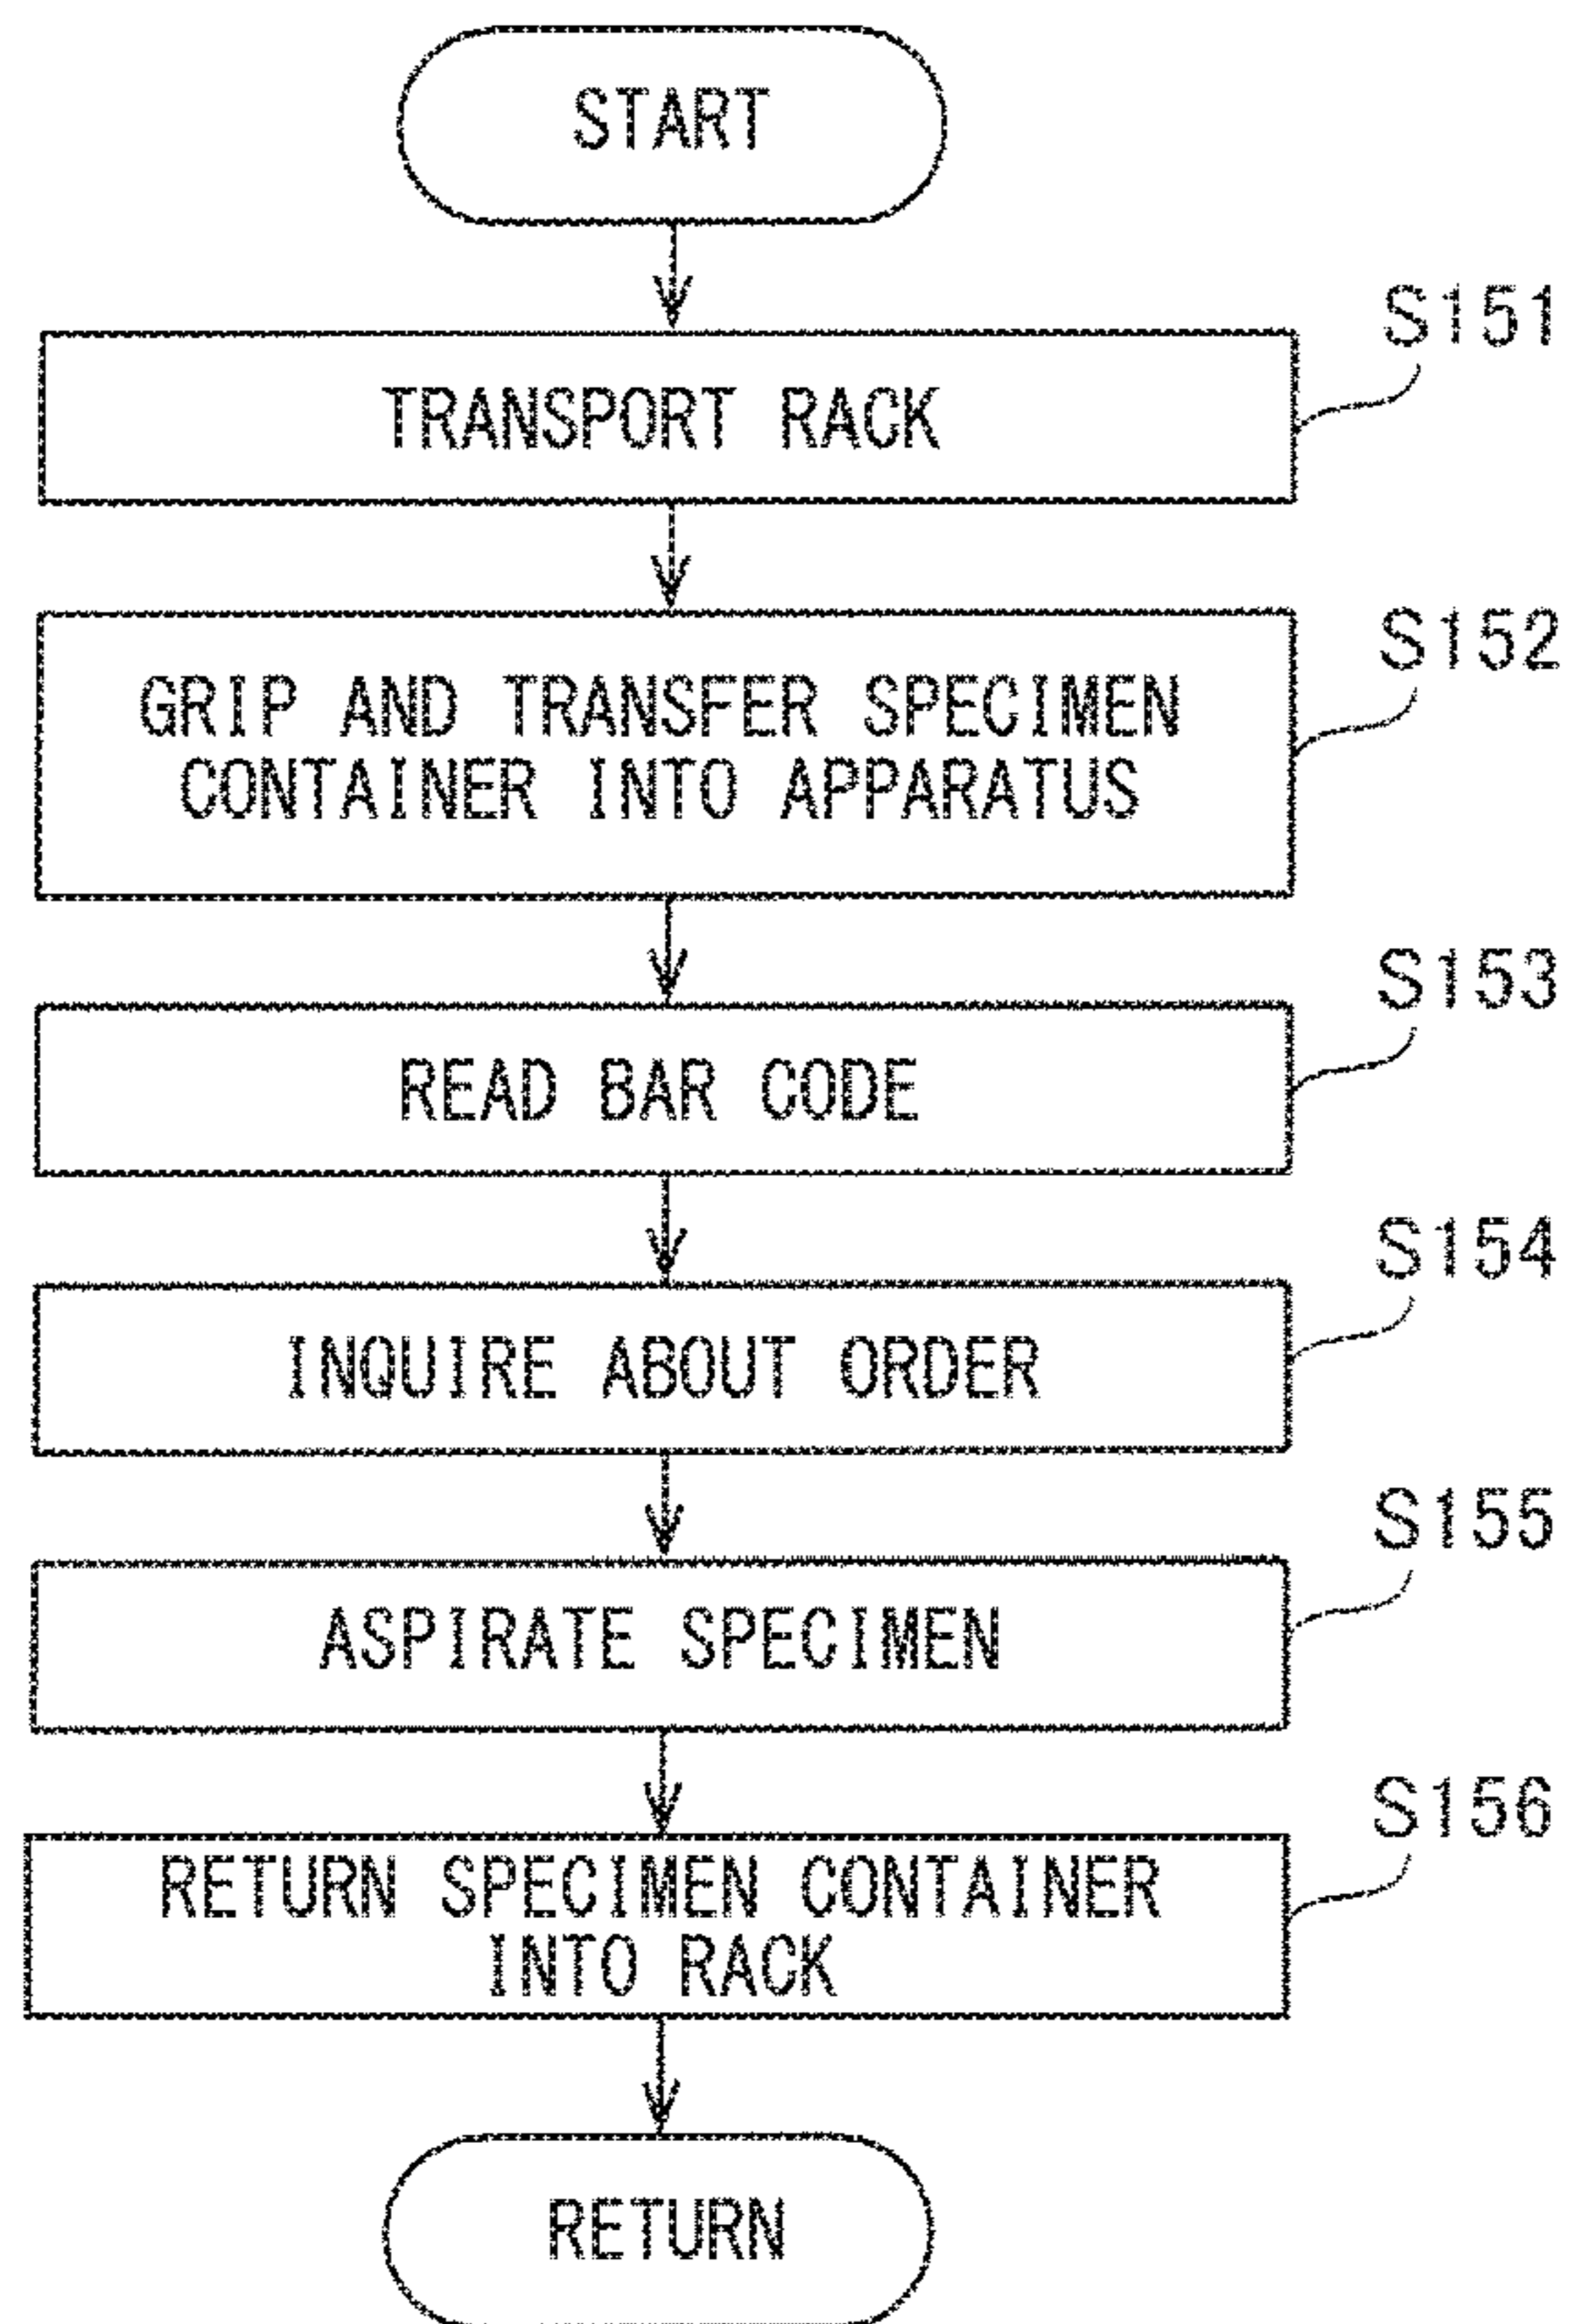 START
S151
TRANSPORT RACK
S152
GRIP AND TRANSFER SPECIMEN
CONTAINER INTO APPARATUS
S153
READ BAR CODE
S154
INQUIRE ABOUT ORDER
S155
ASPIRATE SPECIMEN
S156
RETURN SPECIMEN CONTAINER
INTO RACK
RETURN